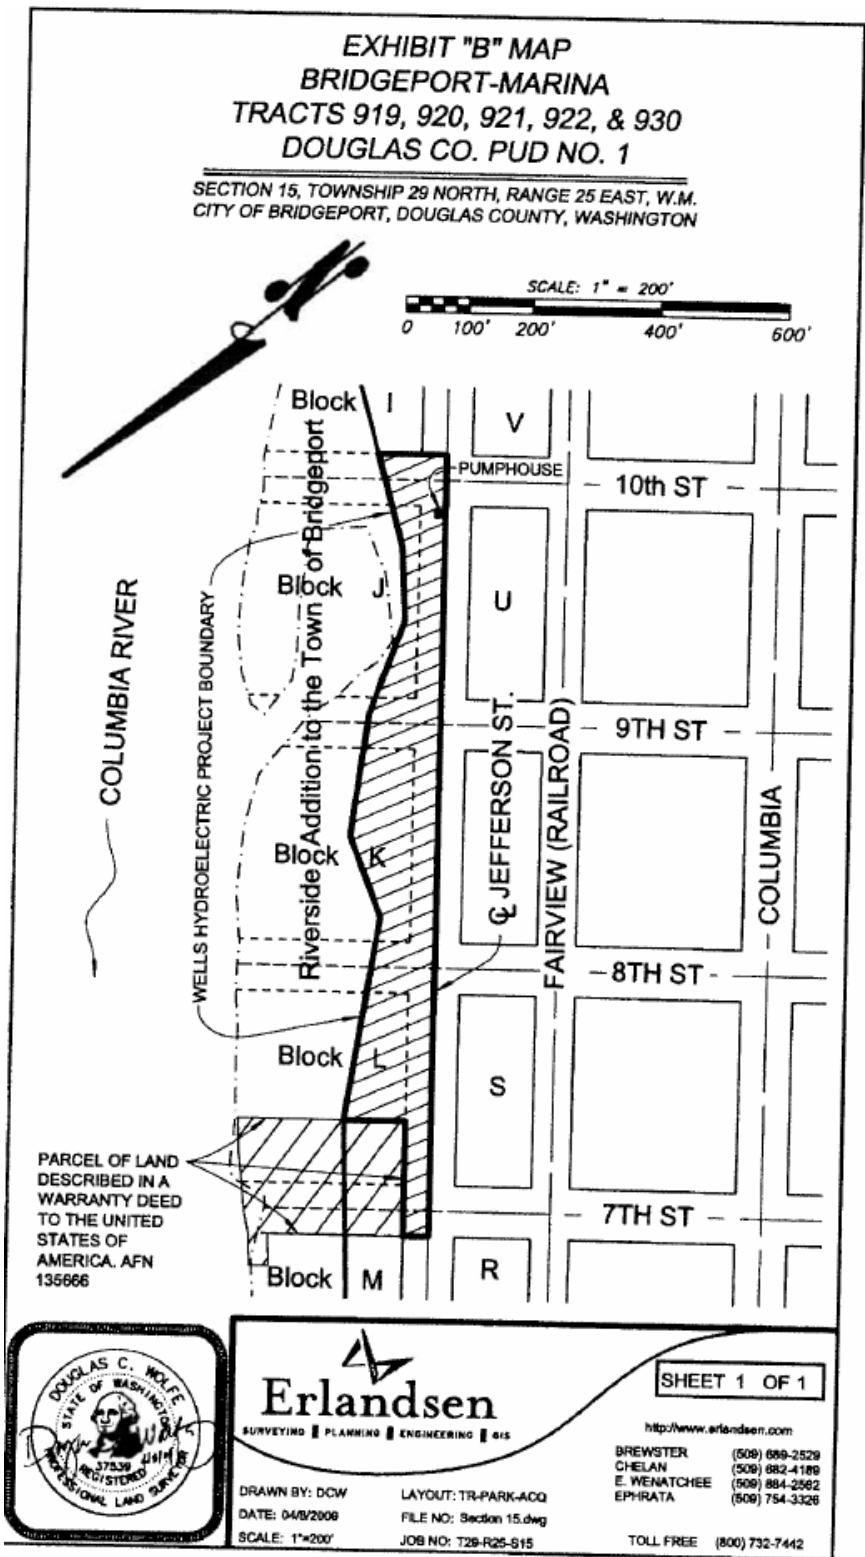 EXHIBIT "B" MAP
BRIDGEPORT-MARINA
TRACTS 919, 920, 921, 922, & 930
DOUGLAS CO. PUD NO. 1
SECTION 15, TOWNSHIP 29 NORTH, RANGE 25 EAST, W.M.
CITY OF BRIDGEPORT, DOUGLAS COUNTY, WASHINGTON
SCALE: 1" = 200'
0 100' 200' 400' 600'
Block I
V
PUMPHOUSE
10th ST
Riverside Addition to the Town of Bridgeport
Block J
U
COLUMBIA RIVER
WELLS HYDROELECTRIC PROJECT BOUNDARY
9TH ST
℄ JEFFERSON ST.
FAIRVIEW (RAILROAD)
COLUMBIA
Block K
8TH ST
Block L
S
PARCEL OF LAND
DESCRIBED IN A
WARRANTY DEED
TO THE UNITED
STATES OF
AMERICA. AFN
135666
7TH ST
Block M
R
DOUGLAS C. WOLFE
STATE OF WASHINGTON
37539
REGISTERED
PROFESSIONAL LAND SURVEYOR
Erlandsen
SURVEYING PLANNING ENGINEERING GIS
SHEET 1 OF 1
http://www.erlandsen.com
BREWSTER (509) 689-2529
CHELAN (509) 682-4189
E. WENATCHEE (509) 884-2562
EPHRATA (509) 754-3326
TOLL FREE (800) 732-7442
DRAWN BY: DCW
DATE: 04/8/2009
SCALE: 1"=200'
LAYOUT: TR-PARK-ACQ
FILE NO: Section 15.dwg
JOB NO: T29-R25-S15